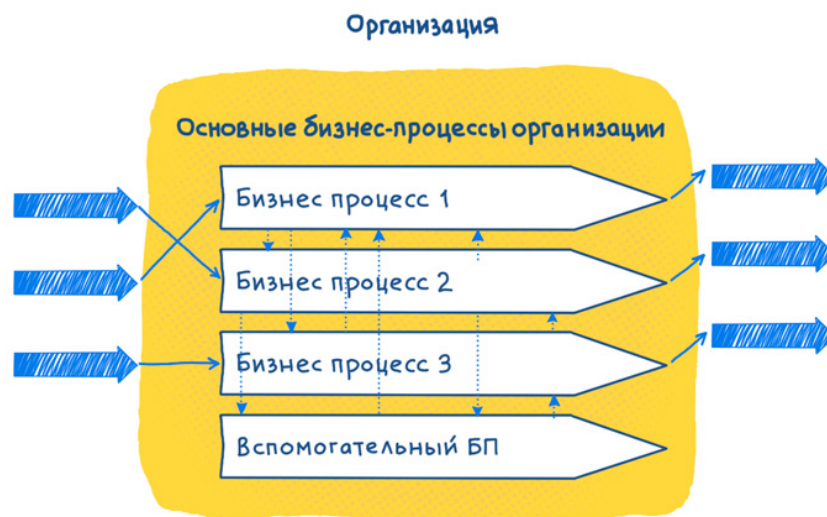 Организация
Основные бизнес-процессы организации
Бизнес процесс 1
Бизнес процесс 2
Бизнес процесс 3
Вспомогательный БП